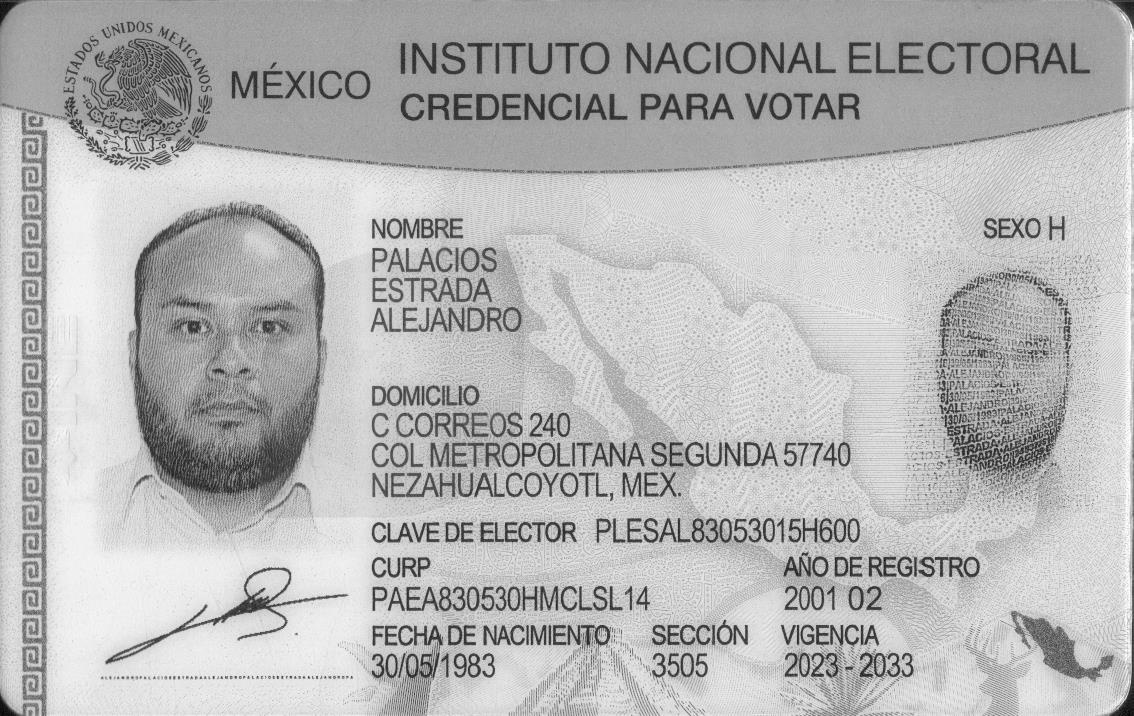 ESTADOS UNIDOS MEXICANOS
MÉXICO
INSTITUTO NACIONAL ELECTORAL
CREDENCIAL PARA VOTAR
NOMBRE
PALACIOS
ESTRADA
ALEJANDRO
SEXO H
DOMICILIO
C CORREOS 240
COL METROPOLITANA SEGUNDA 57740
NEZAHUALCOYOTL, MEX.
CLAVE DE ELECTOR PLESAL83053015H600
CURP
PAEA830530HMCLSL14
AÑO DE REGISTRO
2001 02
FECHA DE NACIMIENTO
30/05/1983
SECCIÓN
3505
VIGENCIA
2023 - 2033
ALEJANDROPALACIOSESTRADAALEJANDROPALACIOSESTRADAALEJANDROPA